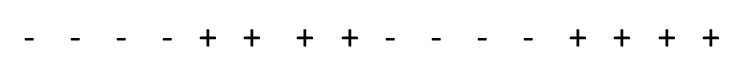 - - - - + + + + - - - - + + + +